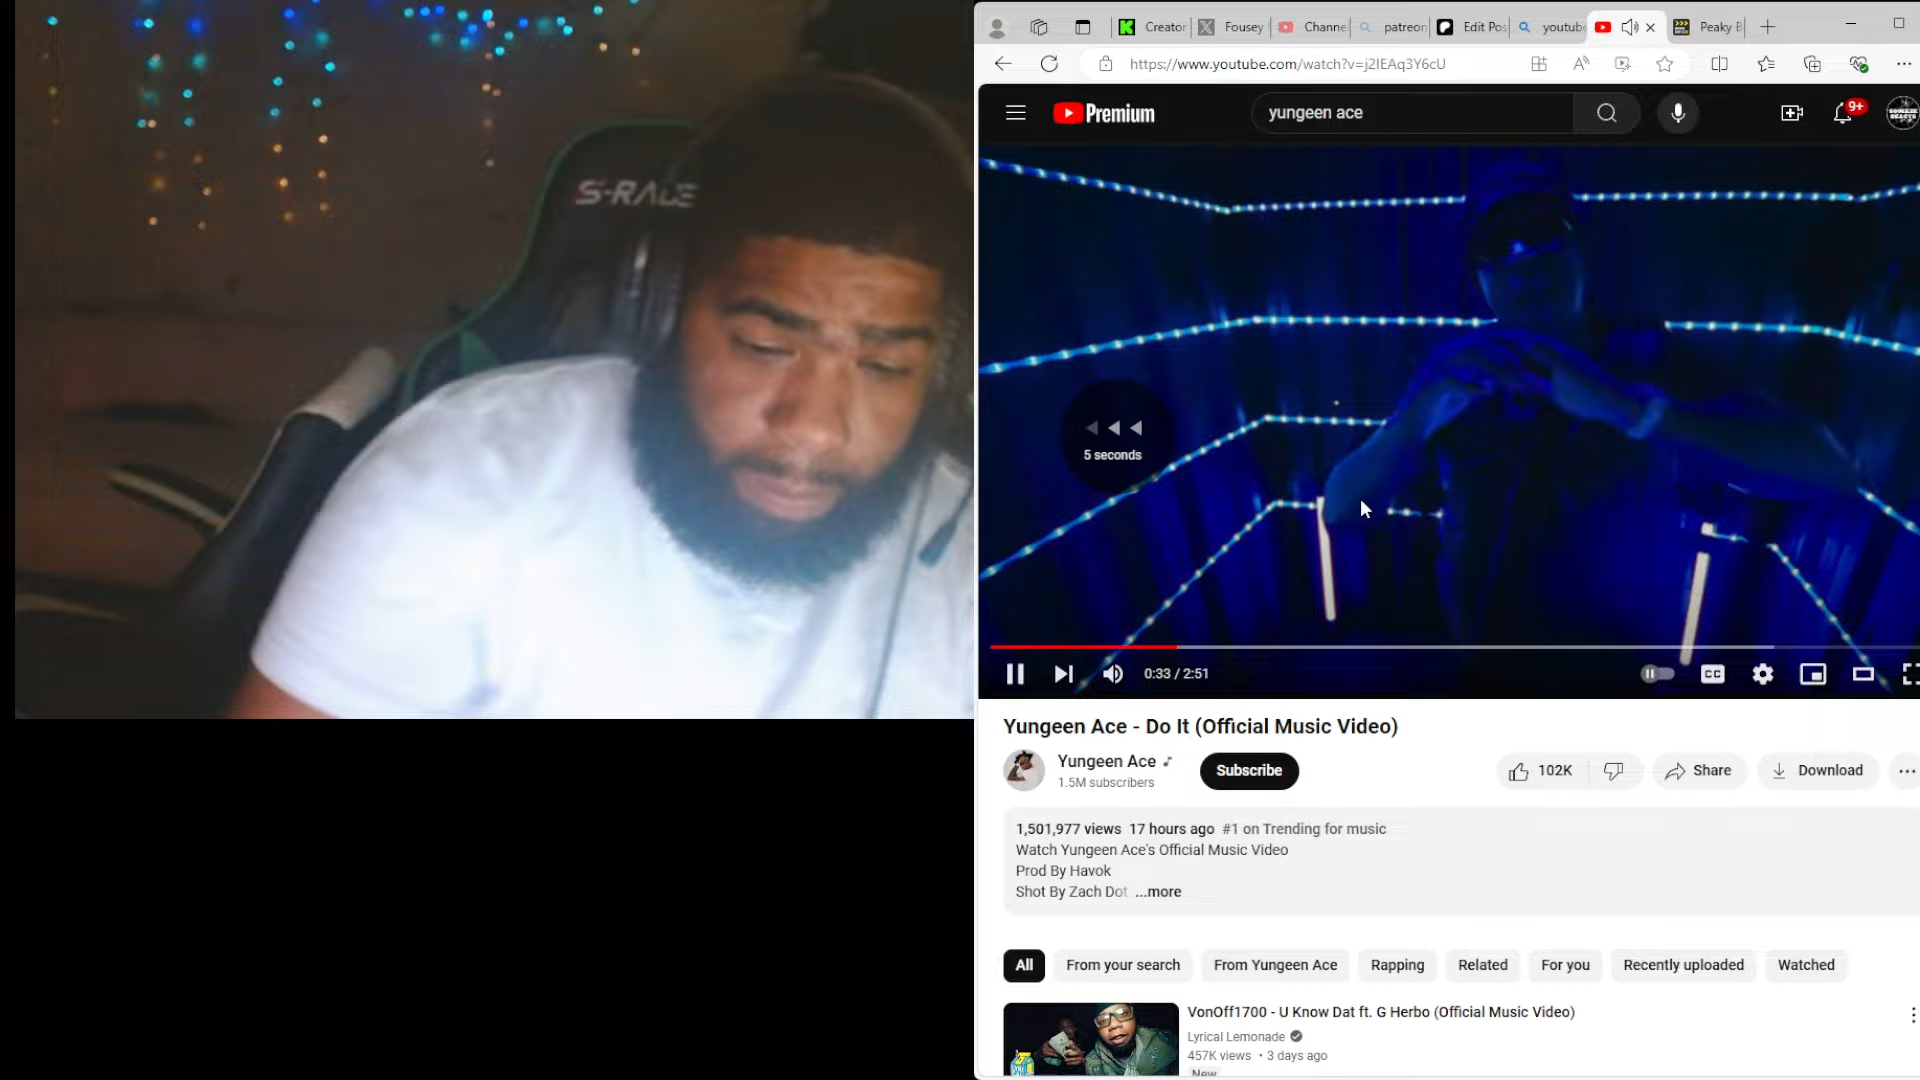 S-RACE
Creator
Fousey
Channe
patreon
Edit Pos
youtube
Peaky B
https://www.youtube.com/watch?v=j2IEAq3Y6cU
Premium
yungeen ace
9+
5 seconds
0:33 / 2:51
CC
Yungeen Ace - Do It (Official Music Video)
Yungeen Ace
1.5M subscribers
Subscribe
102K
Share
Download
1,501,977 views 17 hours ago #1 on Trending for music
Watch Yungeen Ace's Official Music Video
Prod By Havok
Shot By Zach Dot ...more
All
From your search
From Yungeen Ace
Rapping
Related
For you
Recently uploaded
Watched
VonOff1700 - U Know Dat ft. G Herbo (Official Music Video)
Lyrical Lemonade
457K views • 3 days ago
New